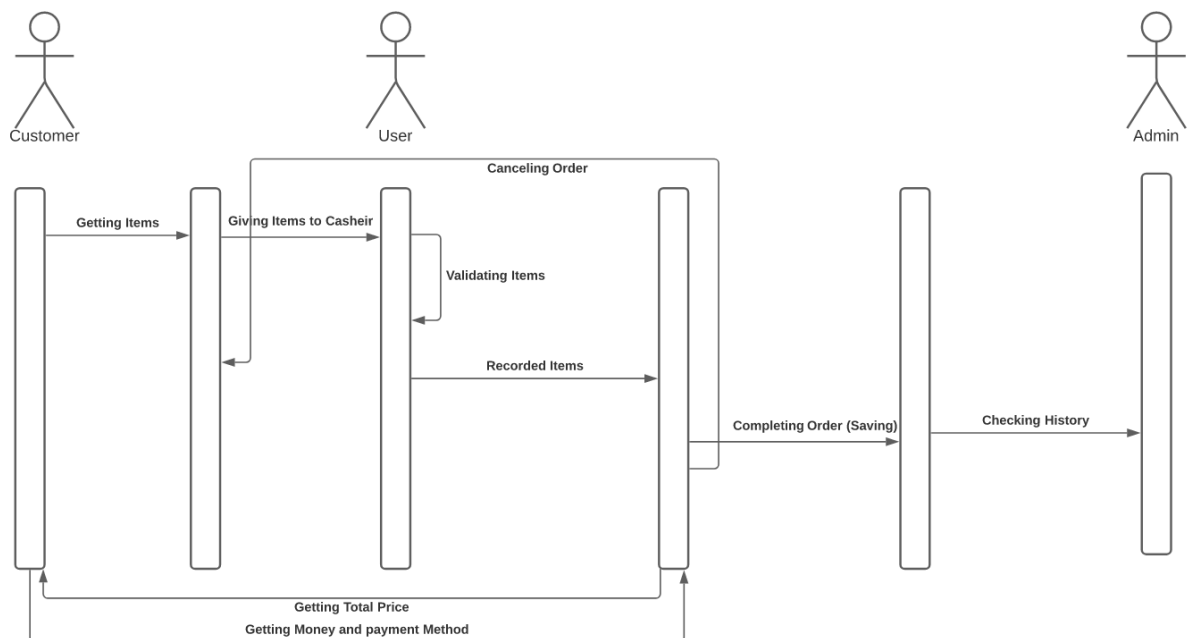 Customer
User
Admin
Canceling Order
Getting Items
Giving Items to Casheir
Validating Items
Recorded Items
Completing Order (Saving)
Checking History
Getting Total Price
Getting Money and payment Method